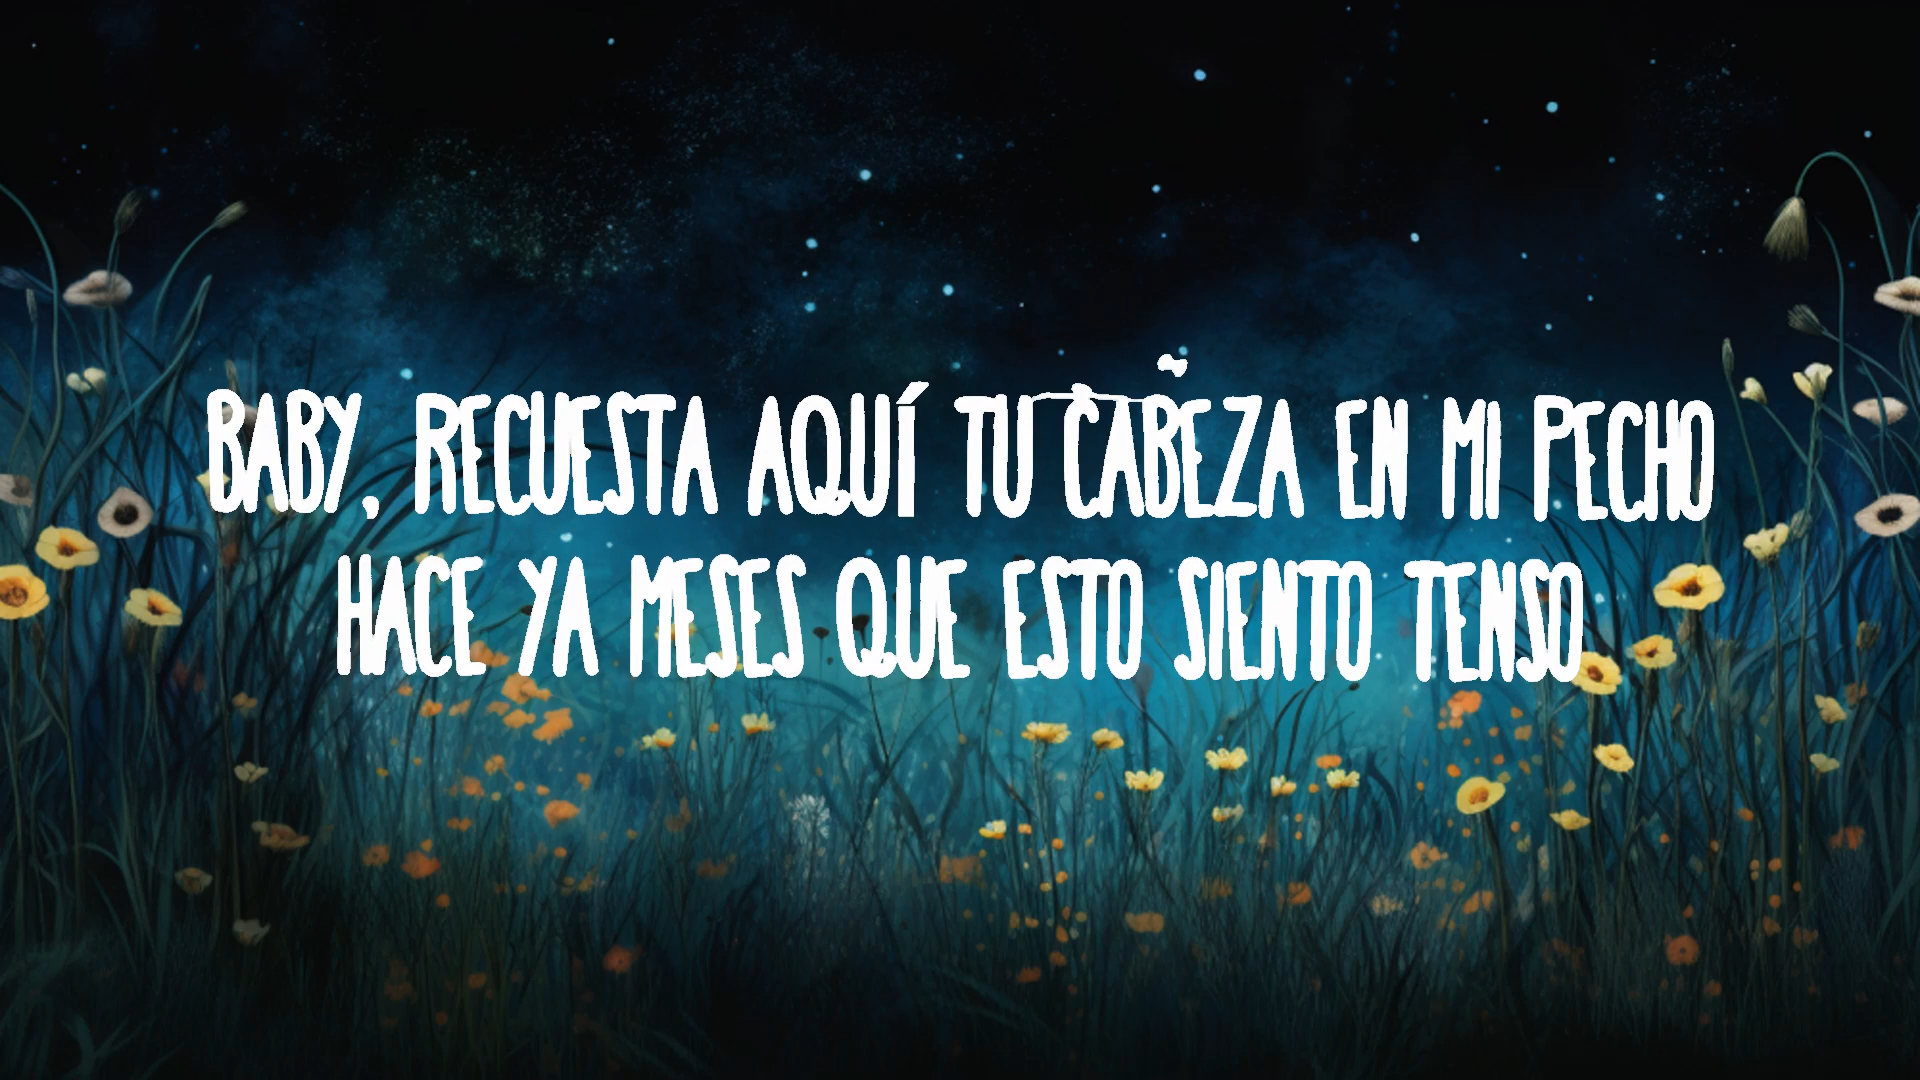 BABY, RECUESTA AQUÍ TU CABEZA EN MI PECHO
HACE YA MESES QUE ESTO SIENTO TENSO